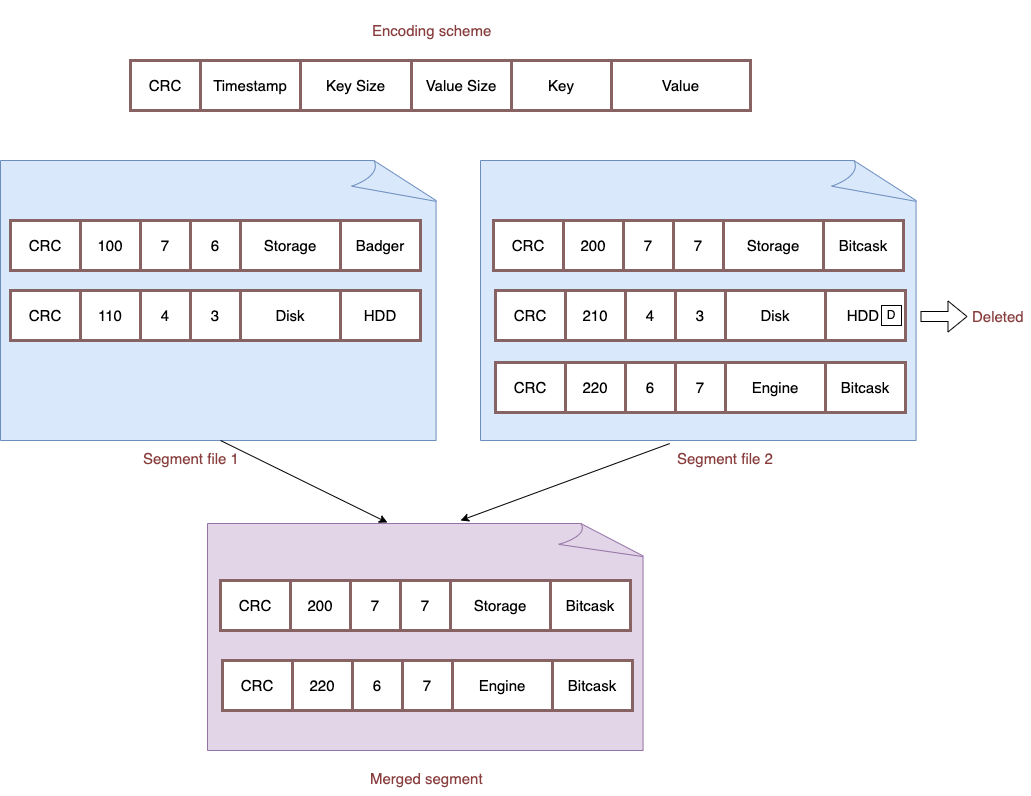 Encoding scheme
CRC Timestamp Key Size Value Size Key Value
CRC 100 7 6 Storage Badger
CRC 110 4 3 Disk HDD
Segment file 1
CRC 200 7 7 Storage Bitcask
CRC 210 4 3 Disk HDD D
Deleted
CRC 220 6 7 Engine Bitcask
Segment file 2
CRC 200 7 7 Storage Bitcask
CRC 220 6 7 Engine Bitcask
Merged segment